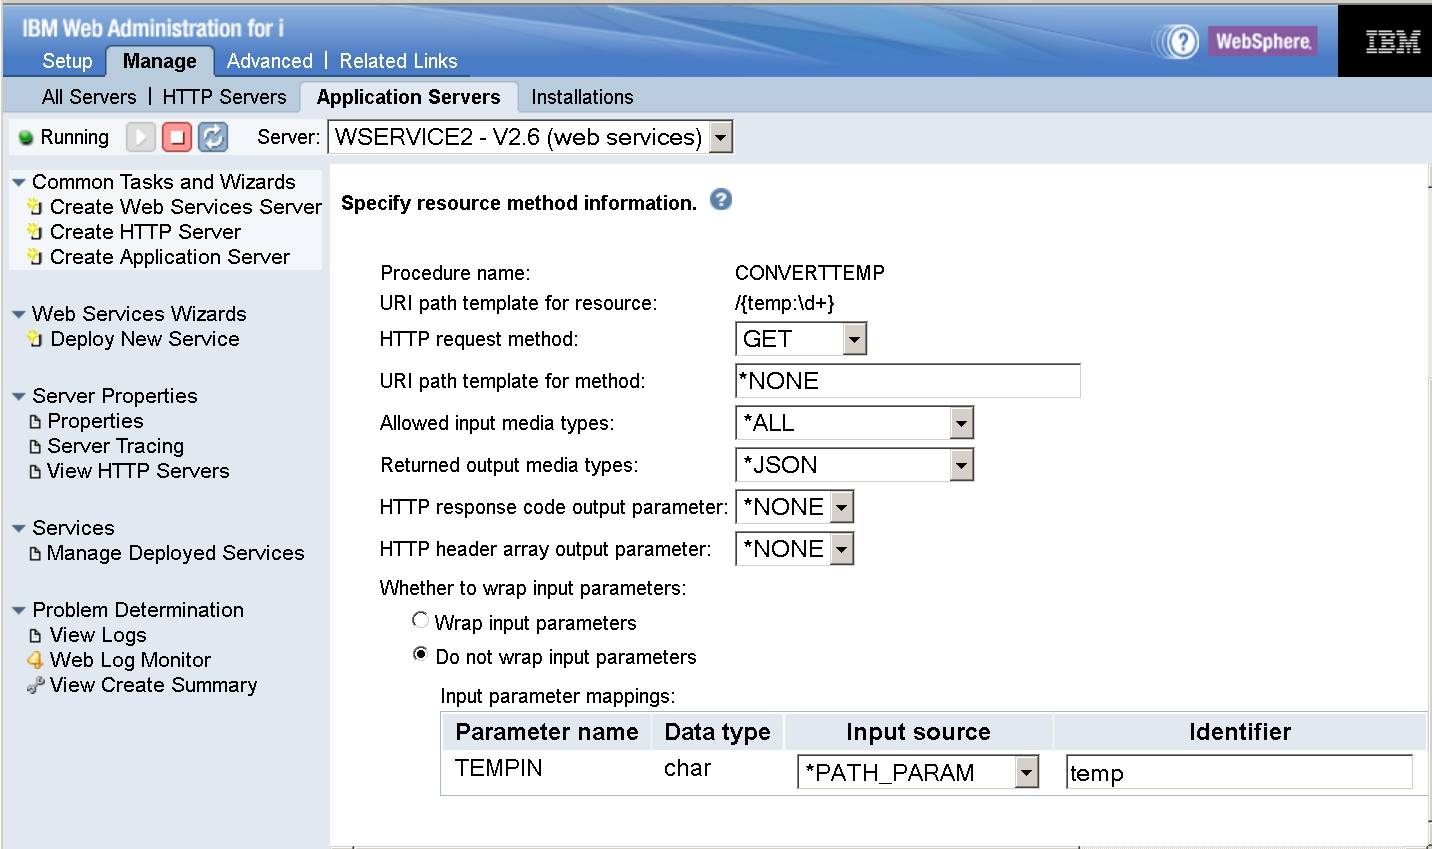 IBM Web Administration for i
WebSphere.
IBM
Setup Manage Advanced | Related Links
All Servers | HTTP Servers Application Servers Installations
Running Server: WSERVICE2 - V2.6 (web services)
Common Tasks and Wizards
Create Web Services Server
Create HTTP Server
Create Application Server
Web Services Wizards
Deploy New Service
Server Properties
Properties
Server Tracing
View HTTP Servers
Services
Manage Deployed Services
Problem Determination
View Logs
Web Log Monitor
View Create Summary
Specify resource method information. ?
Procedure name: CONVERTTEMP
URI path template for resource: /{temp:\d+}
HTTP request method: GET
URI path template for method: *NONE
Allowed input media types: *ALL
Returned output media types: *JSON
HTTP response code output parameter: *NONE
HTTP header array output parameter: *NONE
Whether to wrap input parameters:
Wrap input parameters
Do not wrap input parameters
Input parameter mappings:
Parameter name Data type Input source Identifier
TEMPIN char *PATH_PARAM temp